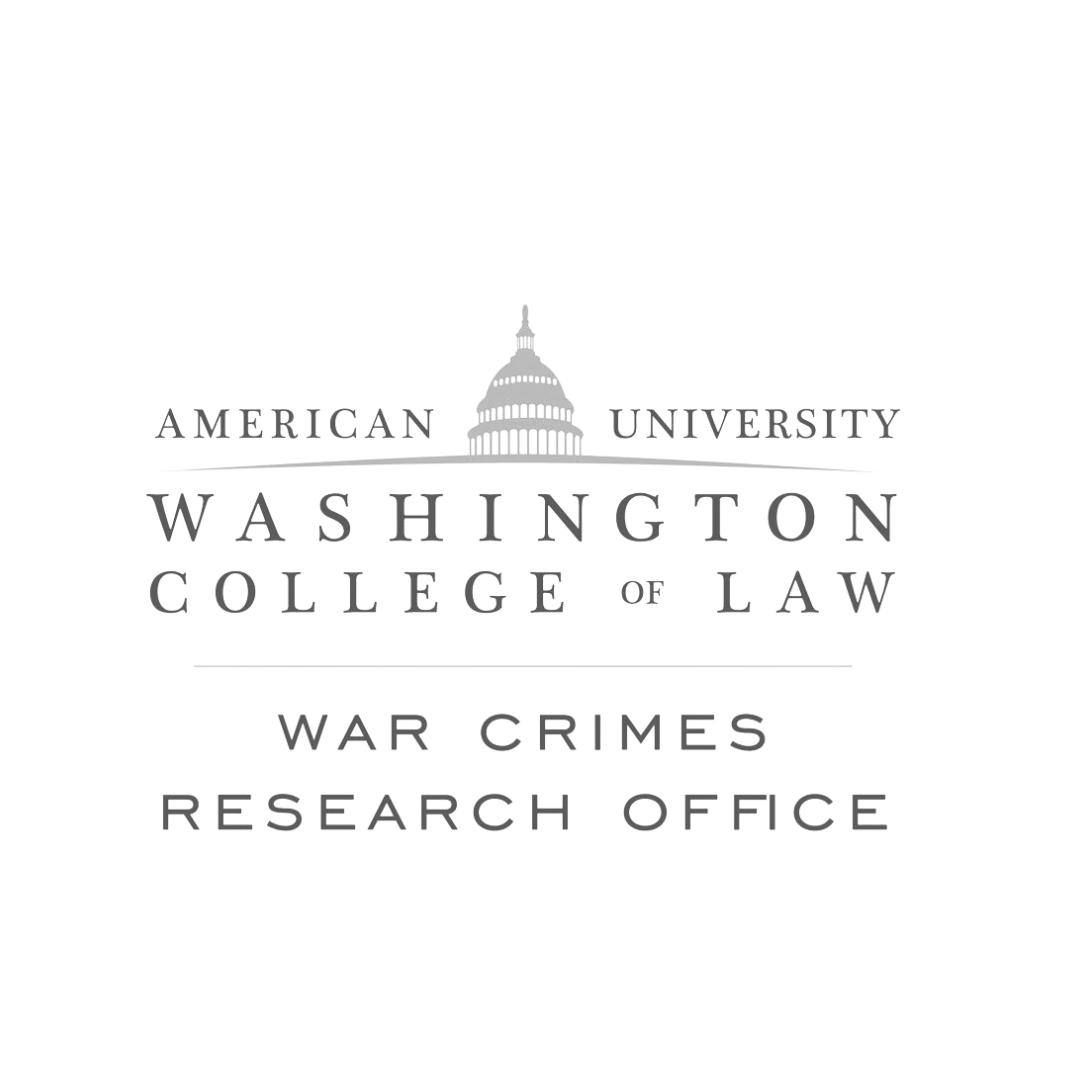 AMERICAN UNIVERSITY
WASHINGTON
COLLEGE OF LAW
WAR CRIMES
RESEARCH OFFICE